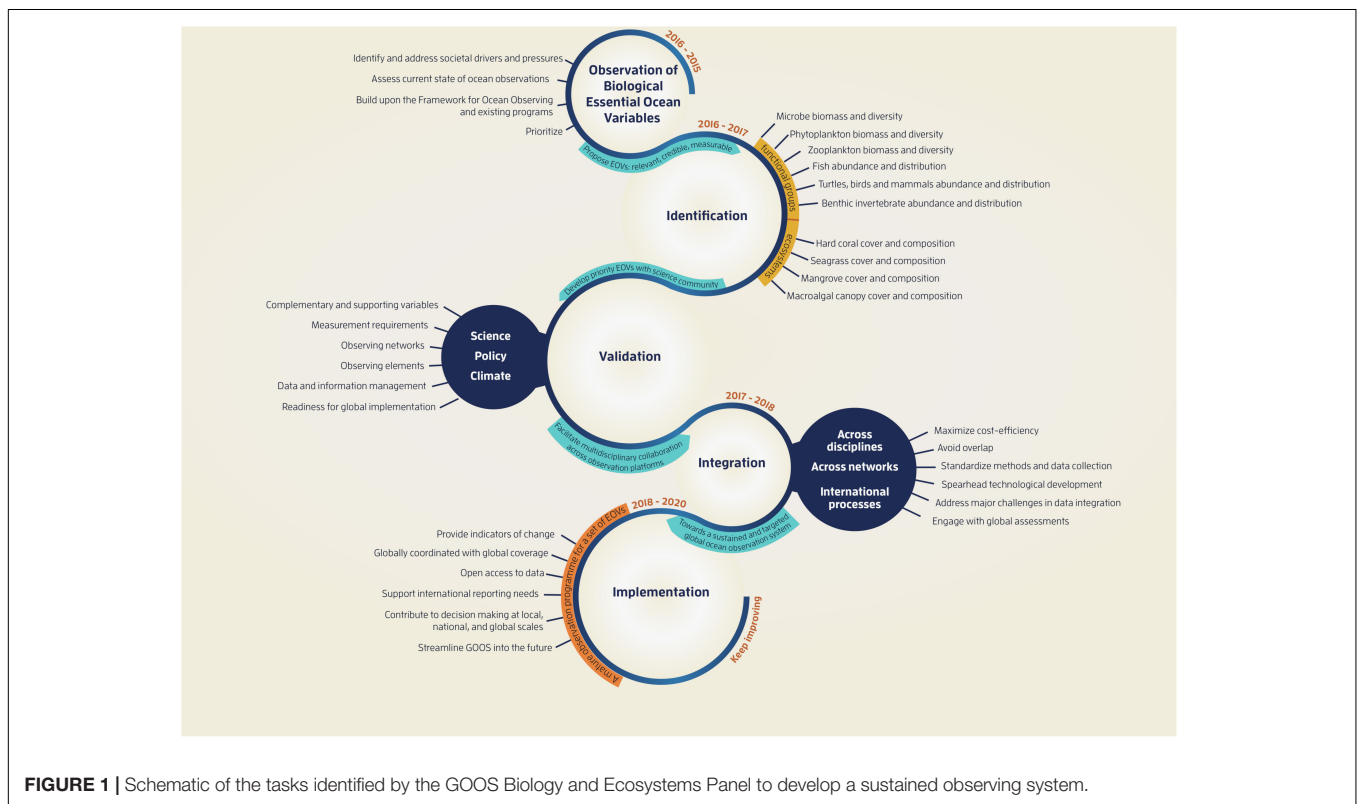 2016 - 2015
Observation of
Biological
Essential Ocean
Variables
Identify and address societal drivers and pressures
Assess current state of ocean observations
Build upon the Framework for Ocean Observing
and existing programs
Prioritize
Propose EOVs: relevant, credible, measurable
2016 - 2017
Identification
functional groups
Microbe biomass and diversity
Phytoplankton biomass and diversity
Zooplankton biomass and diversity
Fish abundance and distribution
Turtles, birds and mammals abundance and distribution
Benthic invertebrate abundance and distribution
ecosystems
Hard coral cover and composition
Seagrass cover and composition
Mangrove cover and composition
Macroalgal canopy cover and composition
Develop priority EOVs with science community
Validation
Science
Policy
Climate
Complementary and supporting variables
Measurement requirements
Observing networks
Observing elements
Data and information management
Readiness for global implementation
Facilitate multidisciplinary collaboration
across observation platforms
2017 - 2018
Integration
Across
disciplines
Across networks
International
processes
Maximize cost-efficiency
Avoid overlap
Standardize methods and data collection
Spearhead technological development
Address major challenges in data integration
Engage with global assessments
Towards a sustained and targeted
global ocean observation system
2018 - 2020
Implementation
A mature observation programme for a set of EOVs
Provide indicators of change
Globally coordinated with global coverage
Open access to data
Support international reporting needs
Contribute to decision making at local,
national, and global scales
Streamline GOOS into the future
Keep improving
FIGURE 1 | Schematic of the tasks identified by the GOOS Biology and Ecosystems Panel to develop a sustained observing system.